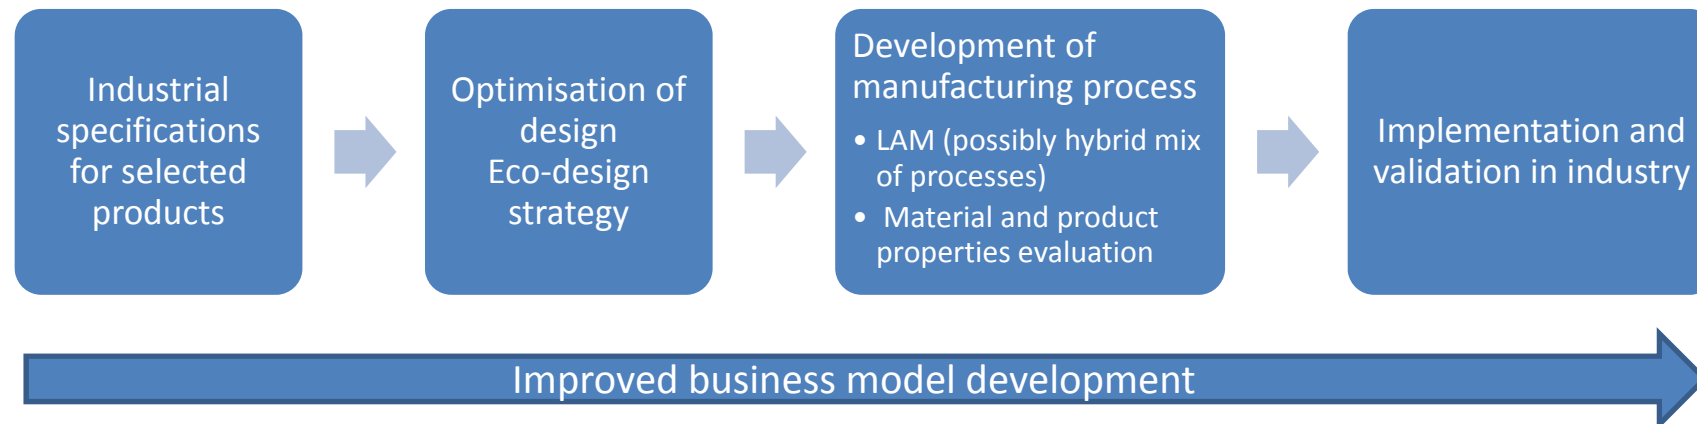 Industrial
specifications
for selected
products
Optimisation of
design
Eco-design
strategy
Development of
manufacturing process
• LAM (possibly hybrid mix
of processes)
• Material and product
properties evaluation
Implementation and
validation in industry
Improved business model development